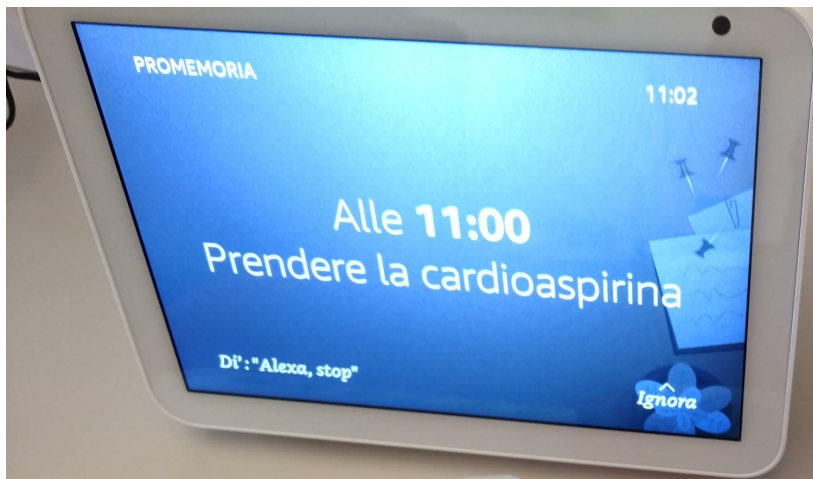 PROMEMORIA
11:02
Alle 11:00
Prendere la cardioaspirina
Di': "Alexa, stop"
Ignora